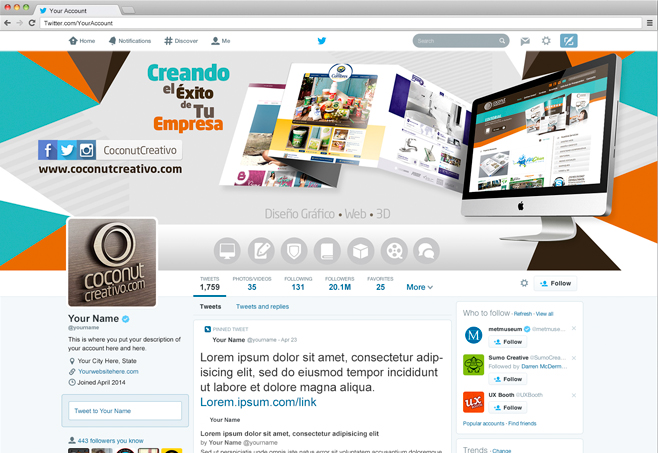 Your Account
Twitter.com/YourAccount
Home
Notifications
Discover
Me
Search
Creando
el Éxito
de Tu
Empresa
CoconutCreativo
www.coconutcreativo.com
Diseño Gráfico • Web • 3D
coconut
creativo.com
TWEETS
1,759
PHOTOS/VIDEOS
35
FOLLOWING
131
FOLLOWERS
20.1M
FAVORITES
25
More
Follow
Your Name
@yourname
This is where you put your description of
your account here and here.
Your City Here, State
Yourwebsitehere.com
Joined April 2014
Tweet to Your Name
443 followers you know
Tweets
Tweets and replies
PINNED TWEET
Your Name @yourname - Apr 23
Lorem ipsum dolor sit amet, consectetur adip-
isicing elit, sed do eiusmod tempor incididunt
ut labore et dolore magna aliqua.
Lorem.ipsum.com/link
Your Name
Lorem ipsum dolor sit amet, consectetur adipisicing elit
by Your Name @yourname
Who to follow · Refresh · View all
metmuseum @metmuse...
Follow
Sumo Creative @SumoCrea...
Followed by Darren McDerm...
Follow
UX Booth @UXBooth
Follow
Popular accounts · Find friends
Trends · Change